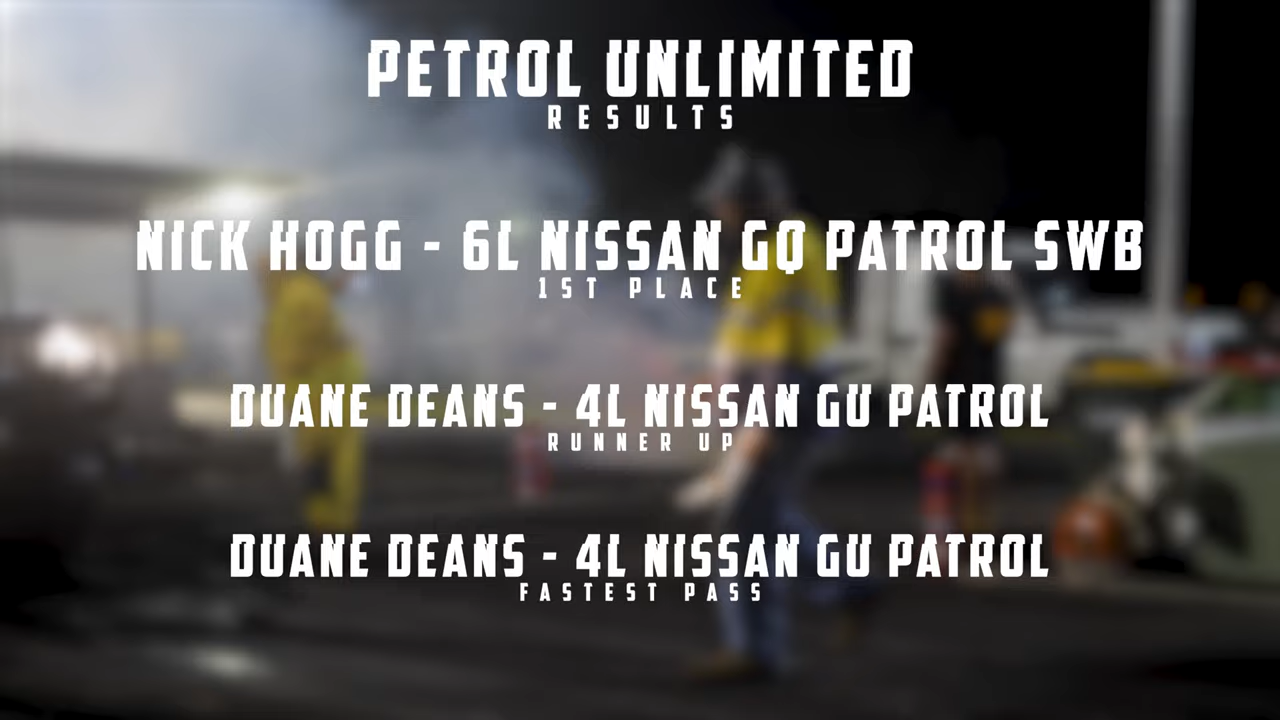 PETROL UNLIMITED
RESULTS
NICK HOGG - 6L NISSAN GQ PATROL SWB
1ST PLACE
DUANE DEANS - 4L NISSAN GU PATROL
RUNNER UP
DUANE DEANS - 4L NISSAN GU PATROL
FASTEST PASS